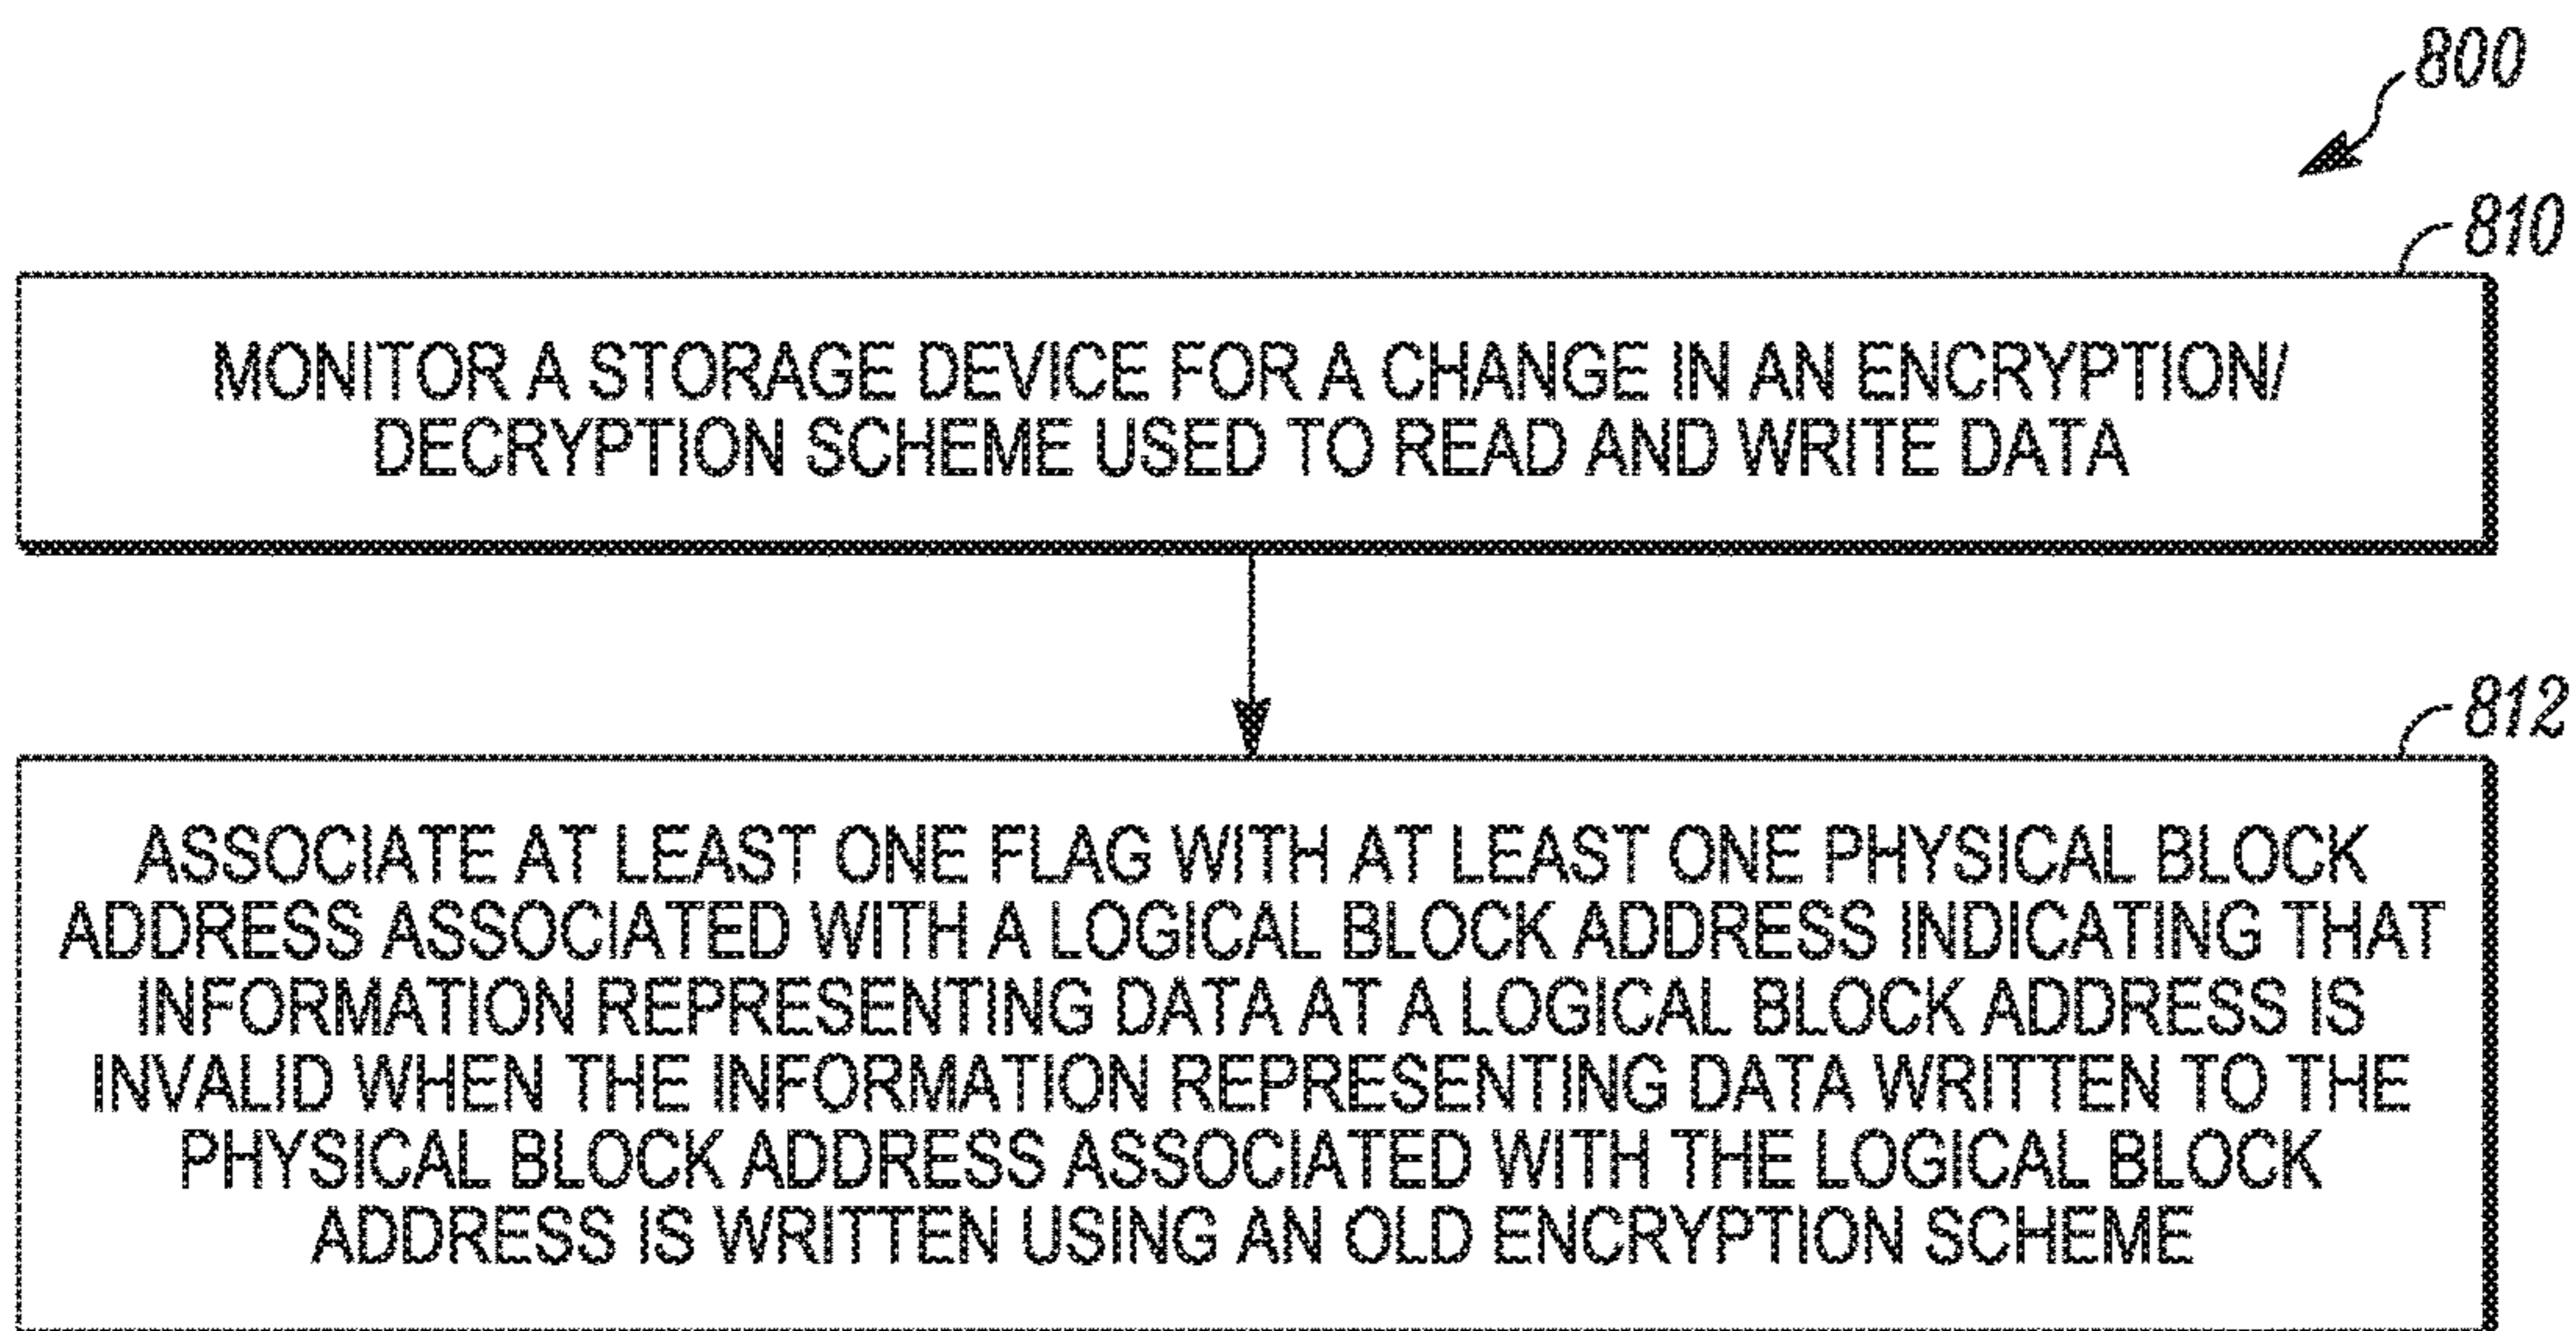 800
810
MONITOR A STORAGE DEVICE FOR A CHANGE IN AN ENCRYPTION/
DECRYPTION SCHEME USED TO READ AND WRITE DATA
812
ASSOCIATE AT LEAST ONE FLAG WITH AT LEAST ONE PHYSICAL BLOCK
ADDRESS ASSOCIATED WITH A LOGICAL BLOCK ADDRESS INDICATING THAT
INFORMATION REPRESENTING DATA AT A LOGICAL BLOCK ADDRESS IS
INVALID WHEN THE INFORMATION REPRESENTING DATA WRITTEN TO THE
PHYSICAL BLOCK ADDRESS ASSOCIATED WITH THE LOGICAL BLOCK
ADDRESS IS WRITTEN USING AN OLD ENCRYPTION SCHEME